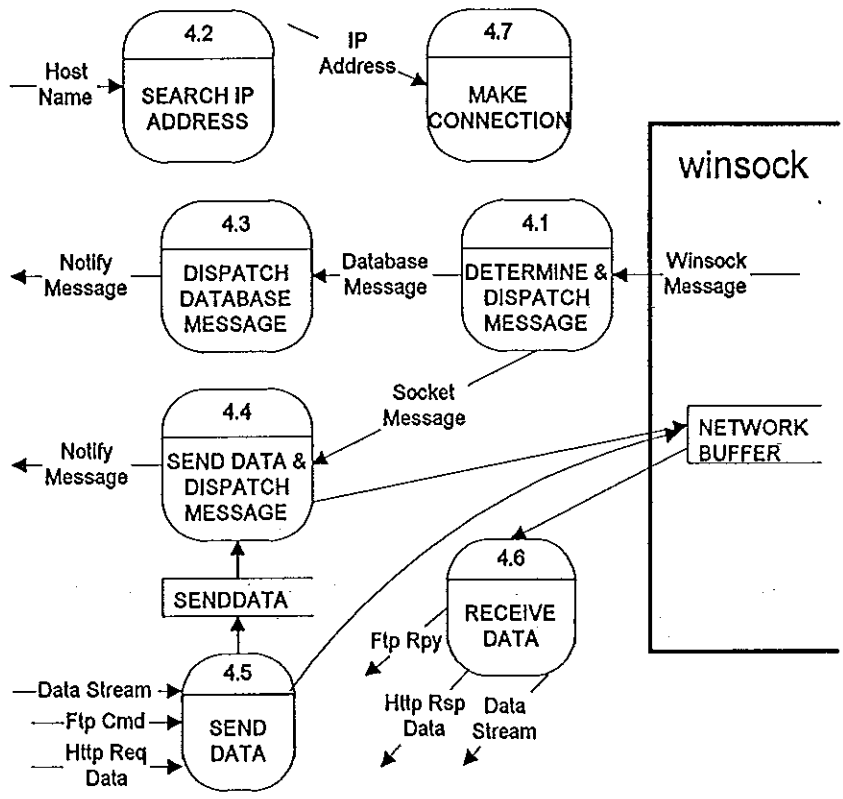 4.2
SEARCH IP
ADDRESS
Host
Name
IP
Address
4.7
MAKE
CONNECTION
winsock
4.3
DISPATCH
DATABASE
MESSAGE
Notify
Message
Database
Message
4.1
DETERMINE &
DISPATCH
MESSAGE
Winsock
Message
Socket
Message
4.4
SEND DATA &
DISPATCH
MESSAGE
Notify
Message
NETWORK
BUFFER
SENDDATA
4.6
RECEIVE
DATA
Ftp Rpy
Http Rsp
Data
Data
Stream
4.5
SEND
DATA
Data Stream
Ftp Cmd
Http Req
Data